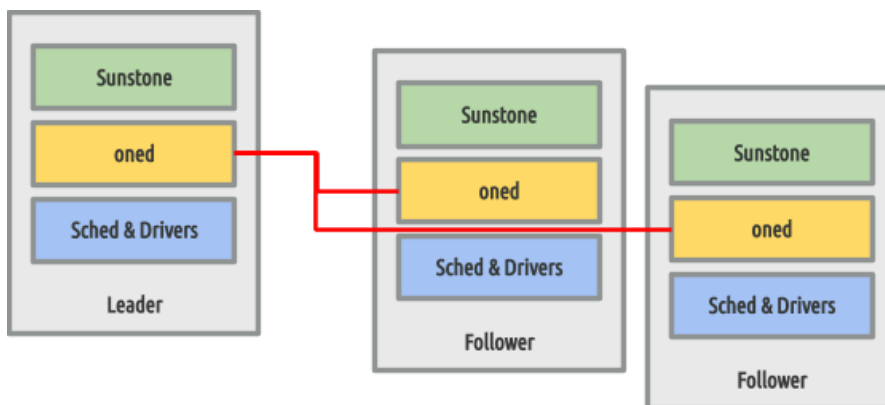 Sunstone
oned
Sched & Drivers
Leader
Sunstone
oned
Sched & Drivers
Follower
Sunstone
oned
Sched & Drivers
Follower